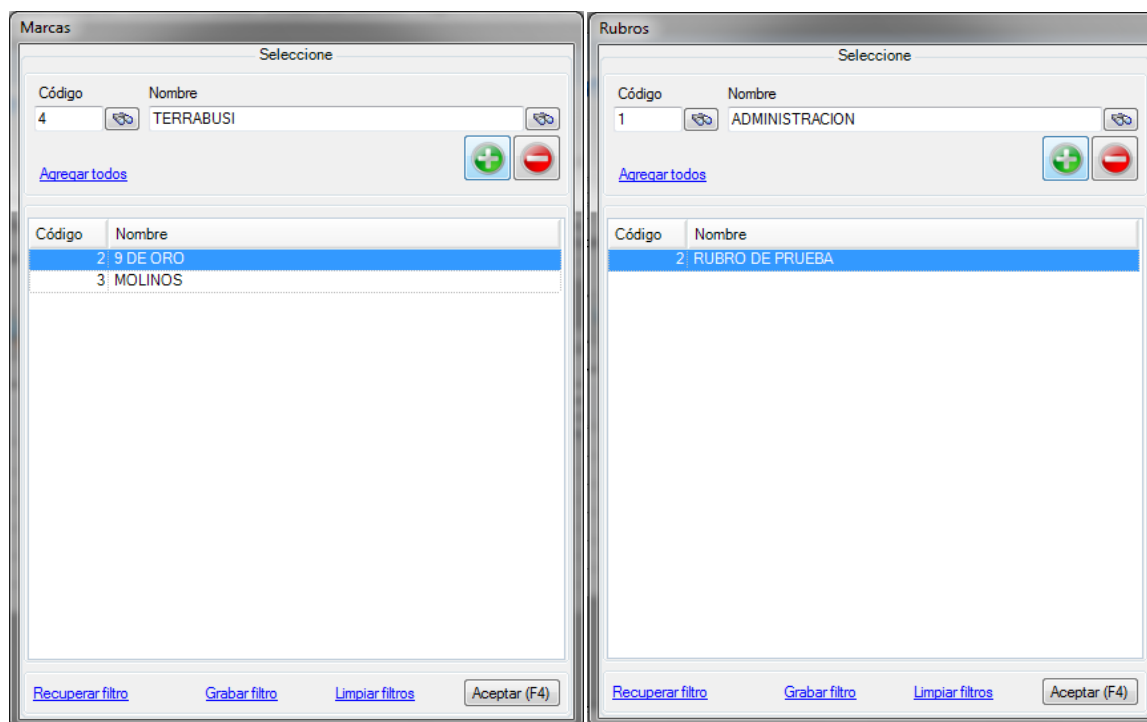 Marcas
Seleccione
Código Nombre
4 TERRABUSI
Agregar todos
Código Nombre
2 9 DE ORO
3 MOLINOS
Recuperar filtro Grabar filtro Limpiar filtros Aceptar (F4)
Rubros
Seleccione
Código Nombre
1 ADMINISTRACION
Agregar todos
Código Nombre
2 RUBRO DE PRUEBA
Recuperar filtro Grabar filtro Limpiar filtros Aceptar (F4)